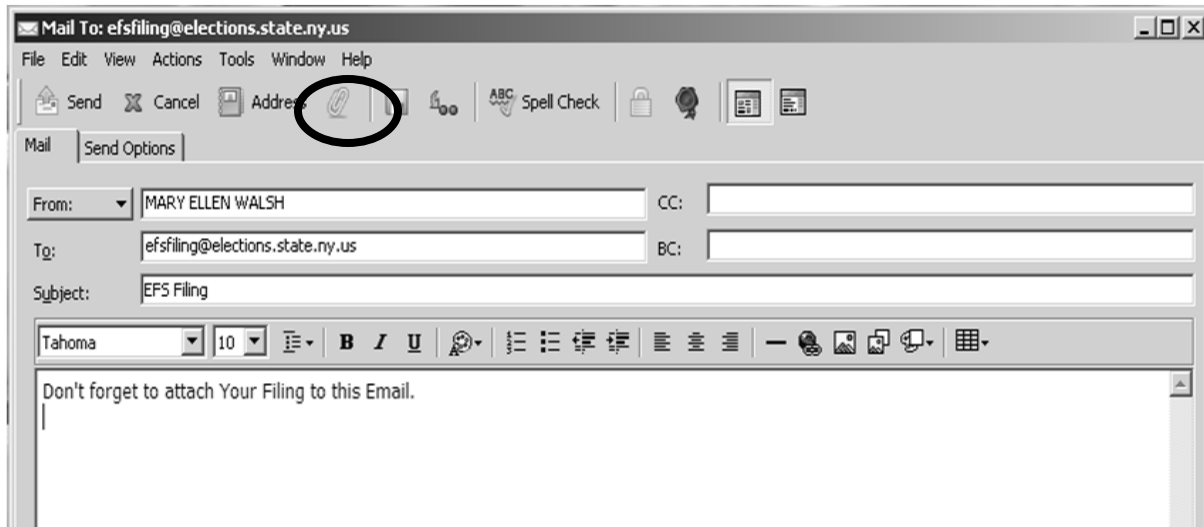 Mail To: efsfiling@elections.state.ny.us
File Edit View Actions Tools Window Help
Send Cancel Address ABC Spell Check
Mail Send Options
From: MARY ELLEN WALSH CC:
To: efsfiling@elections.state.ny.us BC:
Subject: EFS Filing
Tahoma 10 B I U
Don't forget to attach Your Filing to this Email.